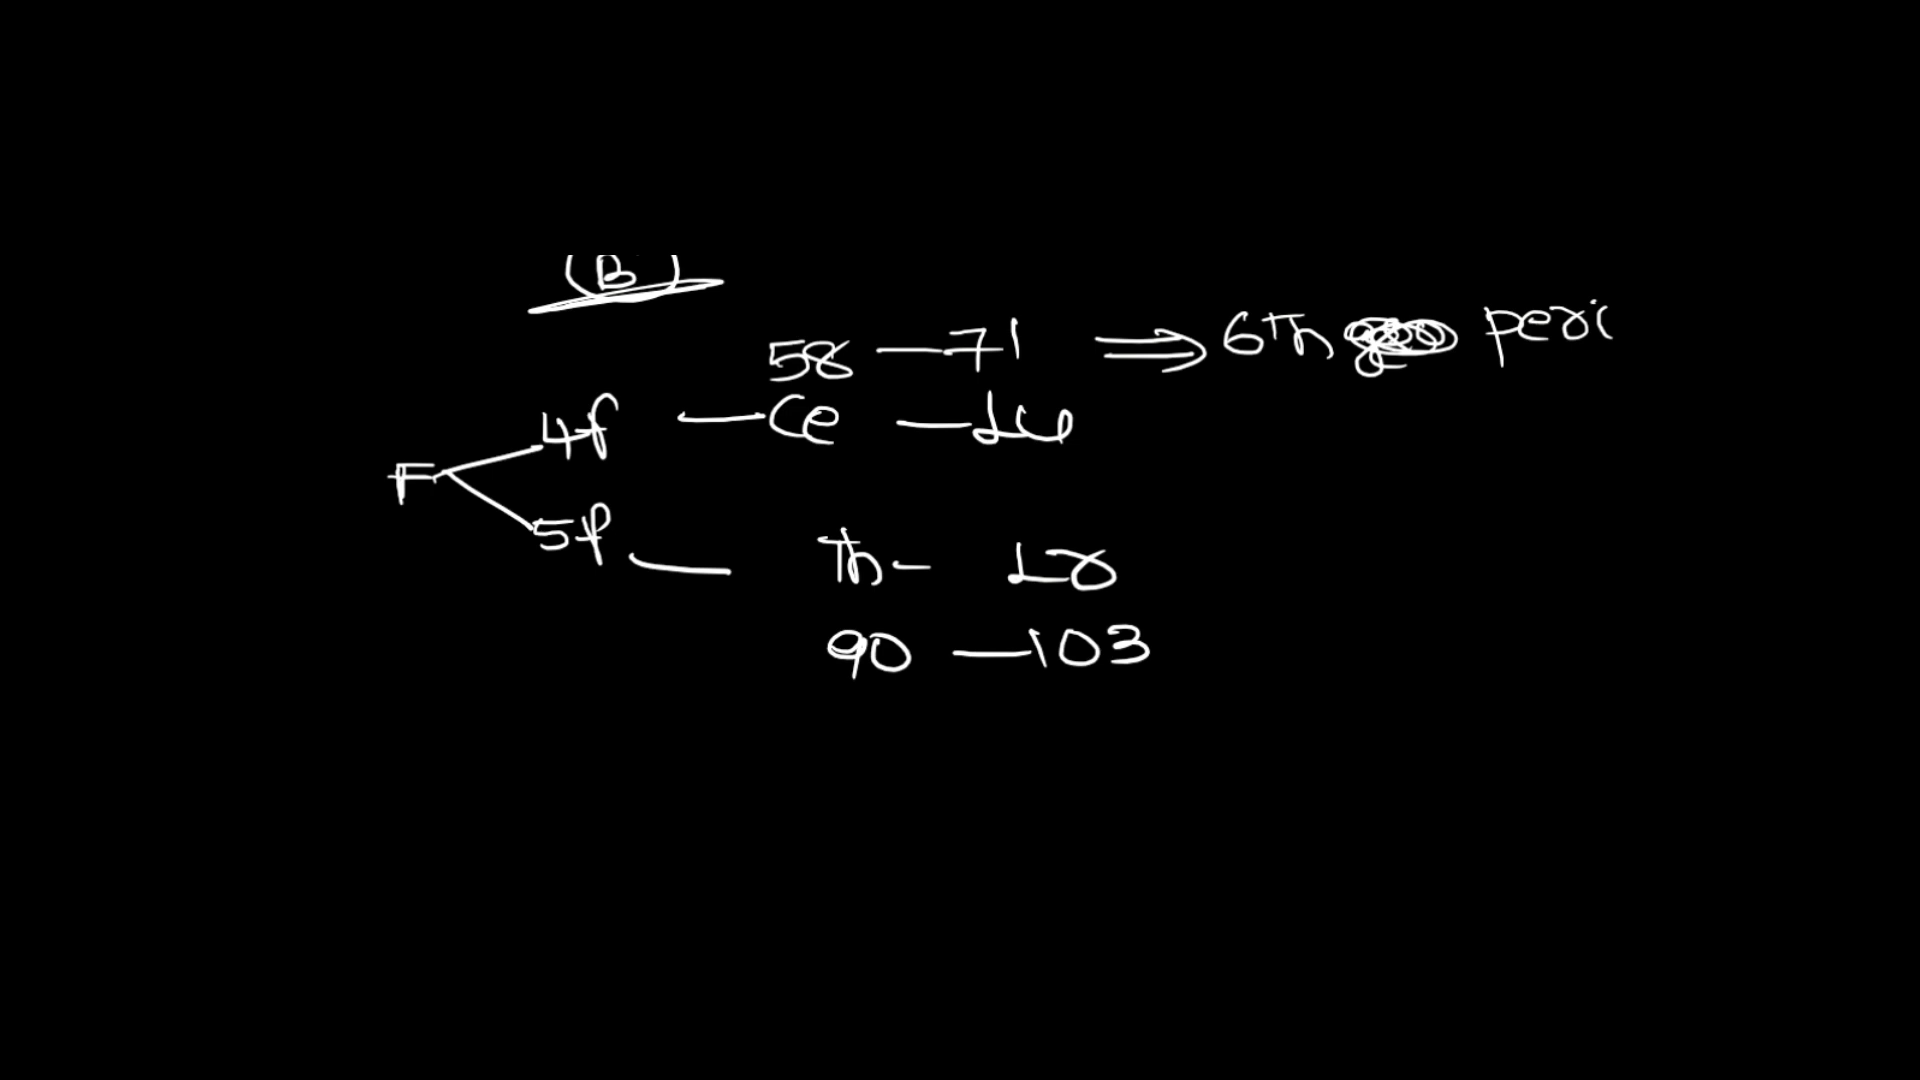 (B)
58 — 71 ⇒ 6th peri
4f — Ce — Lu
F
5f — Th - Lr
90 — 103